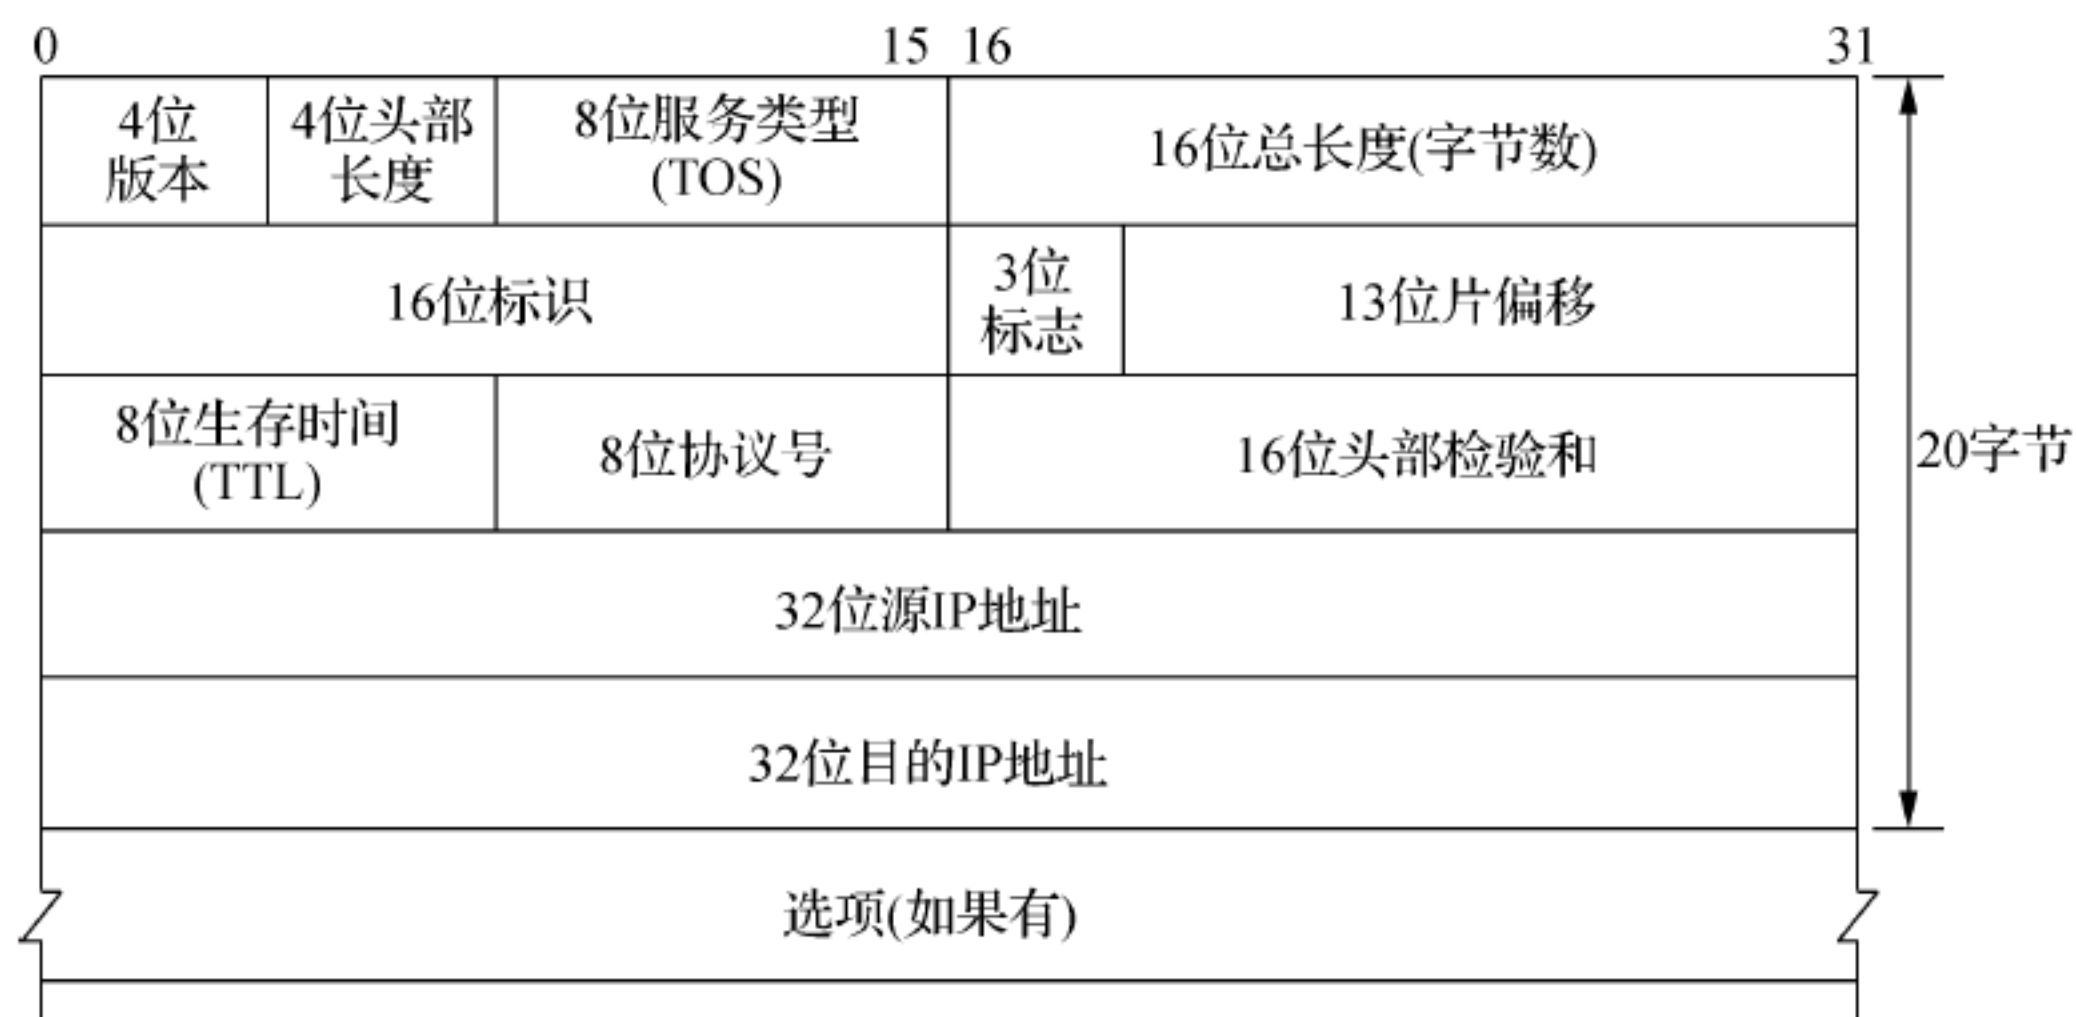 0 15 16 31
4位
版本
4位头部
长度
8位服务类型
(TOS)
16位总长度(字节数)
16位标识
3位
标志
13位片偏移
8位生存时间
(TTL)
8位协议号
16位头部检验和
20字节
32位源IP地址
32位目的IP地址
选项(如果有)